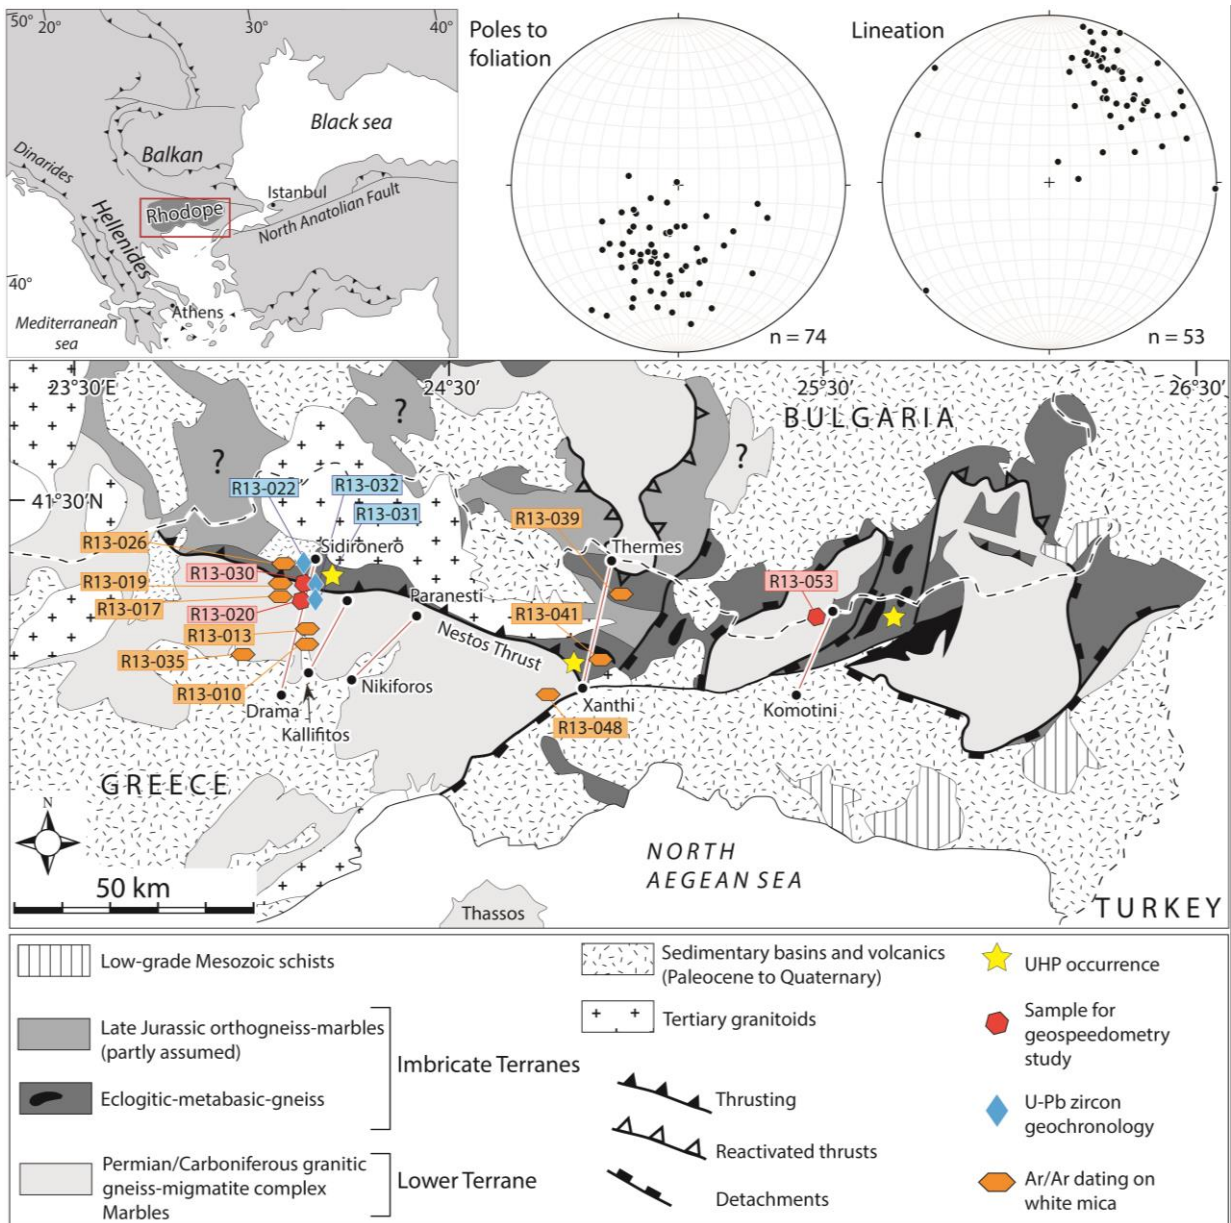 50° 20° 30° 40°
Black sea
Balkan
Dinarides
Istanbul
Rhodope
North Anatolian Fault
Hellenides
40°
Athens
Mediterranean
sea
Poles to
foliation
n = 74
Lineation
n = 53
23°30'E 24°30' 25°30' 26°30'
BULGARIA
? ? ?
41°30'N
R13-022 R13-032
R13-031
R13-039
R13-026 Sidironero
Thermes
R13-030
R13-019
R13-053
R13-017 Paranesti
R13-020 R13-041
R13-013 Nestos Thrust
R13-035
R13-010 Nikiforos
Drama Xanthi Komotini
Kallifitos R13-048
GREECE
N
NORTH
AEGEAN SEA
50 km
Thassos
TURKEY
Low-grade Mesozoic schists
Late Jurassic orthogneiss-marbles
(partly assumed)
Imbricate Terranes
Eclogitic-metabasic-gneiss
Permian/Carboniferous granitic
gneiss-migmatite complex
Marbles
Lower Terrane
Sedimentary basins and volcanics
(Paleocene to Quaternary)
Tertiary granitoids
Thrusting
Reactivated thrusts
Detachments
UHP occurrence
Sample for
geospeedometry
study
U-Pb zircon
geochronology
Ar/Ar dating on
white mica